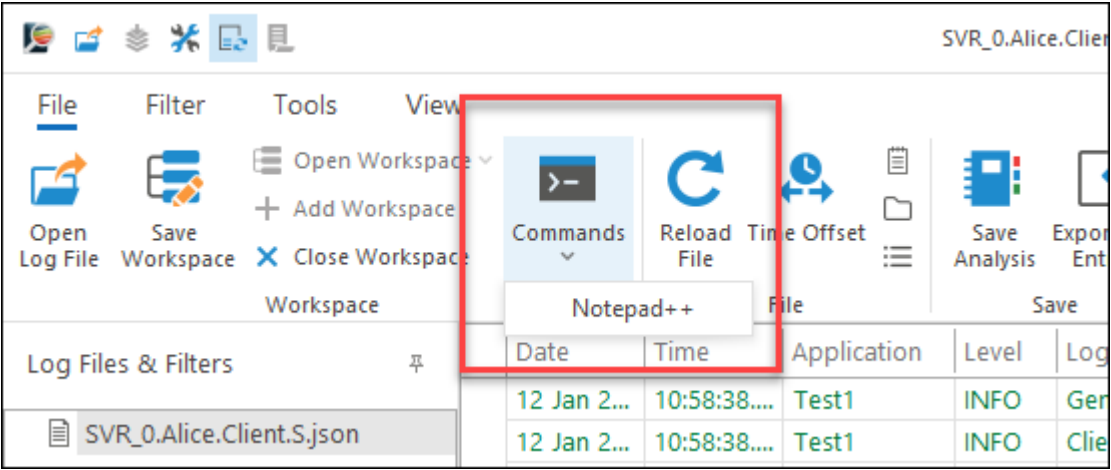 SVR_0.Alice.Clier
File Filter Tools View
Open Workspace
Add Workspace
Close Workspace
Open
Log File
Save
Workspace
Workspace
Commands
Reload
File
Time Offset
File
Notepad++
Save
Analysis
Expor
Ent
Save
Log Files & Filters
SVR_0.Alice.Client.S.json
Date Time Application Level Log
12 Jan 2... 10:58:38.... Test1 INFO Ger
12 Jan 2... 10:58:38.... Test1 INFO Clie